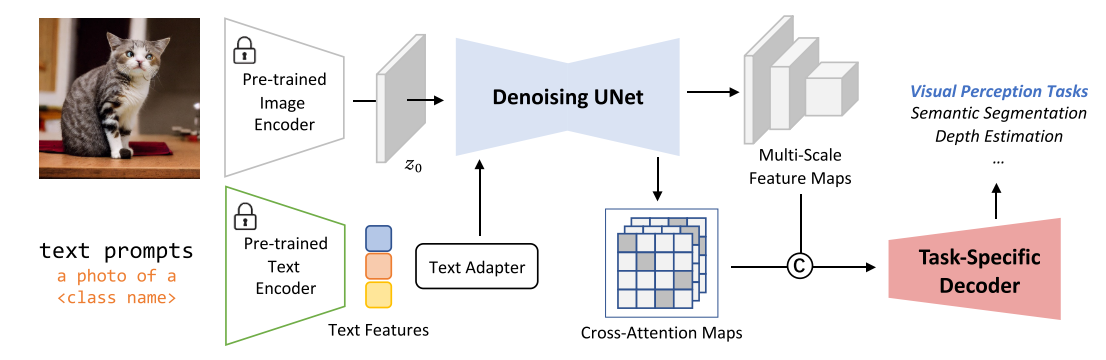 Pre-trained
Image
Encoder
z0
Denoising UNet
Multi-Scale
Feature Maps
Visual Perception Tasks
Semantic Segmentation
Depth Estimation
...
text prompts
a photo of a
<class name>
Pre-trained
Text
Encoder
Text Features
Text Adapter
Cross-Attention Maps
C
Task-Specific
Decoder